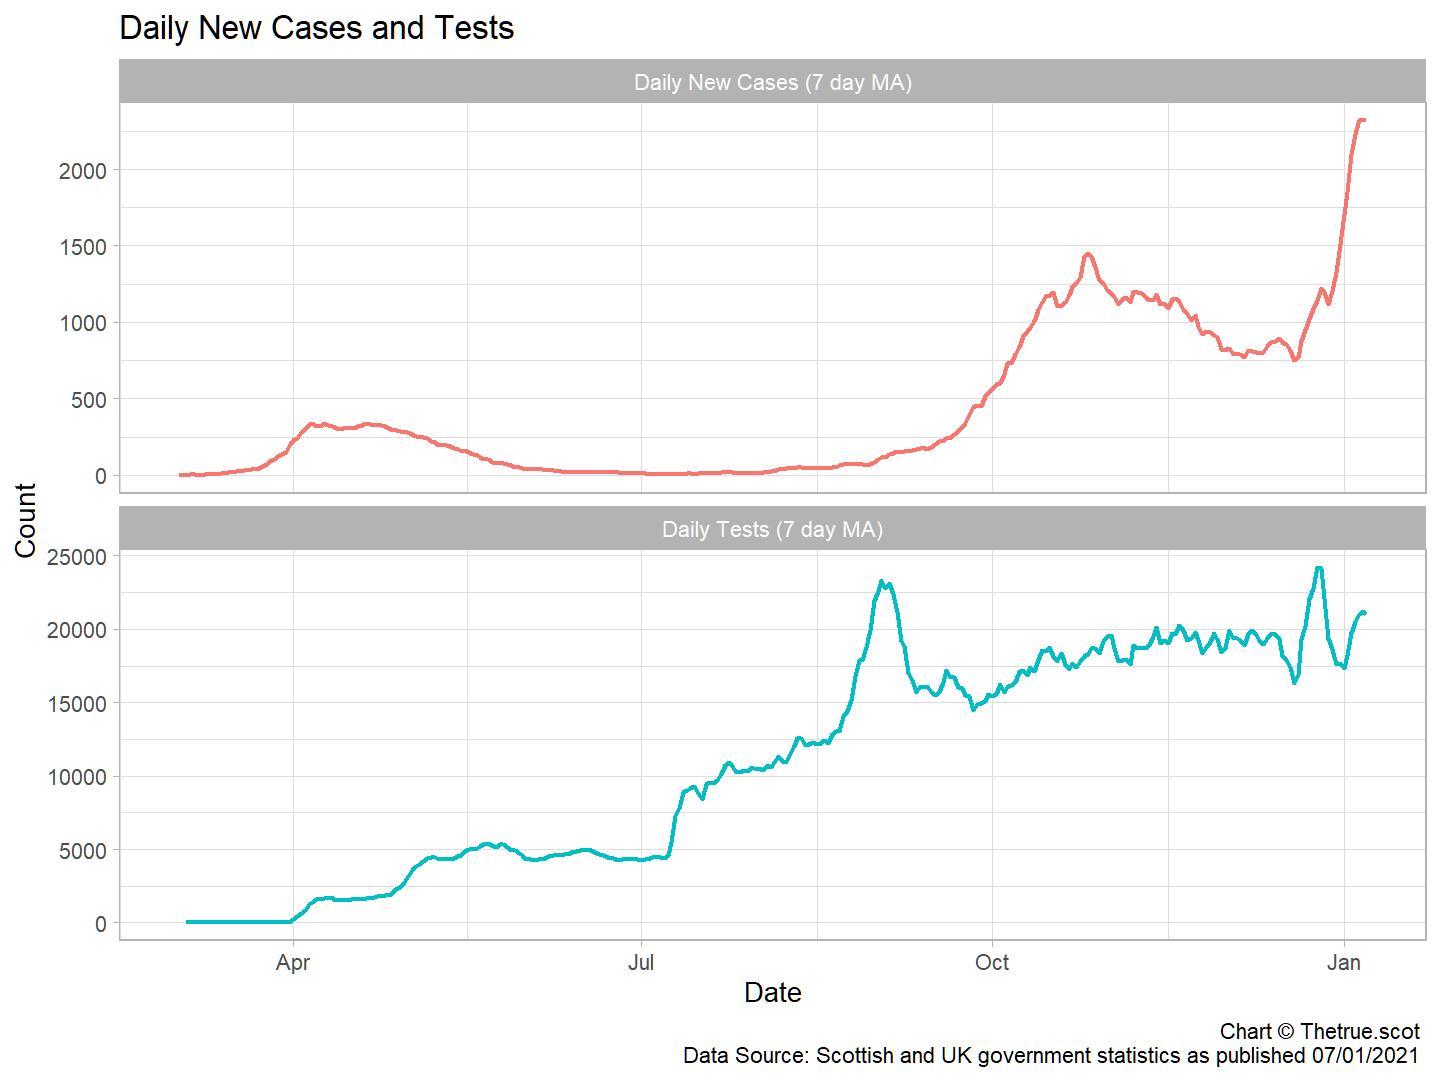 Daily New Cases and Tests
Daily New Cases (7 day MA)
2000
1500
1000
500
0
Count
Daily Tests (7 day MA)
25000
20000
15000
10000
5000
0
Apr
Jul
Oct
Jan
Date
Chart © Thetrue.scot
Data Source: Scottish and UK government statistics as published 07/01/2021